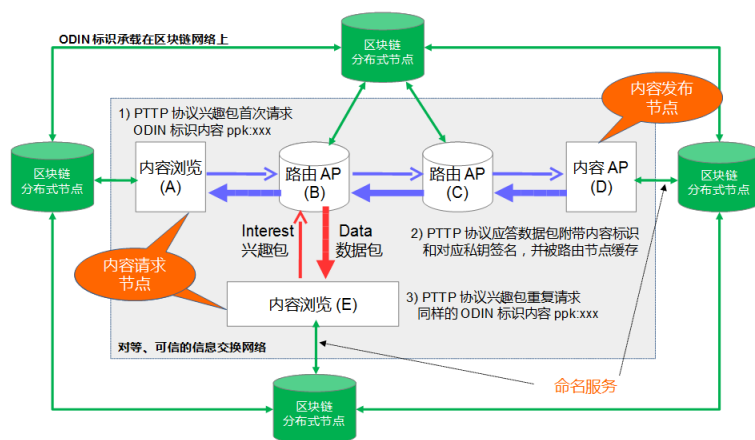 ODIN 标识承载在区块链网络上
区块链
分布式节点
1) PTTP 协议兴趣包首次请求
ODIN 标识内容 ppk:xxx
内容发布
节点
区块链
分布式节点
内容浏览
(A)
路由 AP
(B)
路由 AP
(C)
内容 AP
(D)
区块链
分布式节点
Interest
兴趣包
Data
数据包
2) PTTP 协议应答数据包附带内容标识
和对应私钥签名，并被路由节点缓存
内容请求
节点
内容浏览 (E)
3) PTTP 协议兴趣包重复请求
同样的 ODIN 标识内容 ppk:xxx
对等、可信的信息交换网络
区块链
分布式节点
命名服务